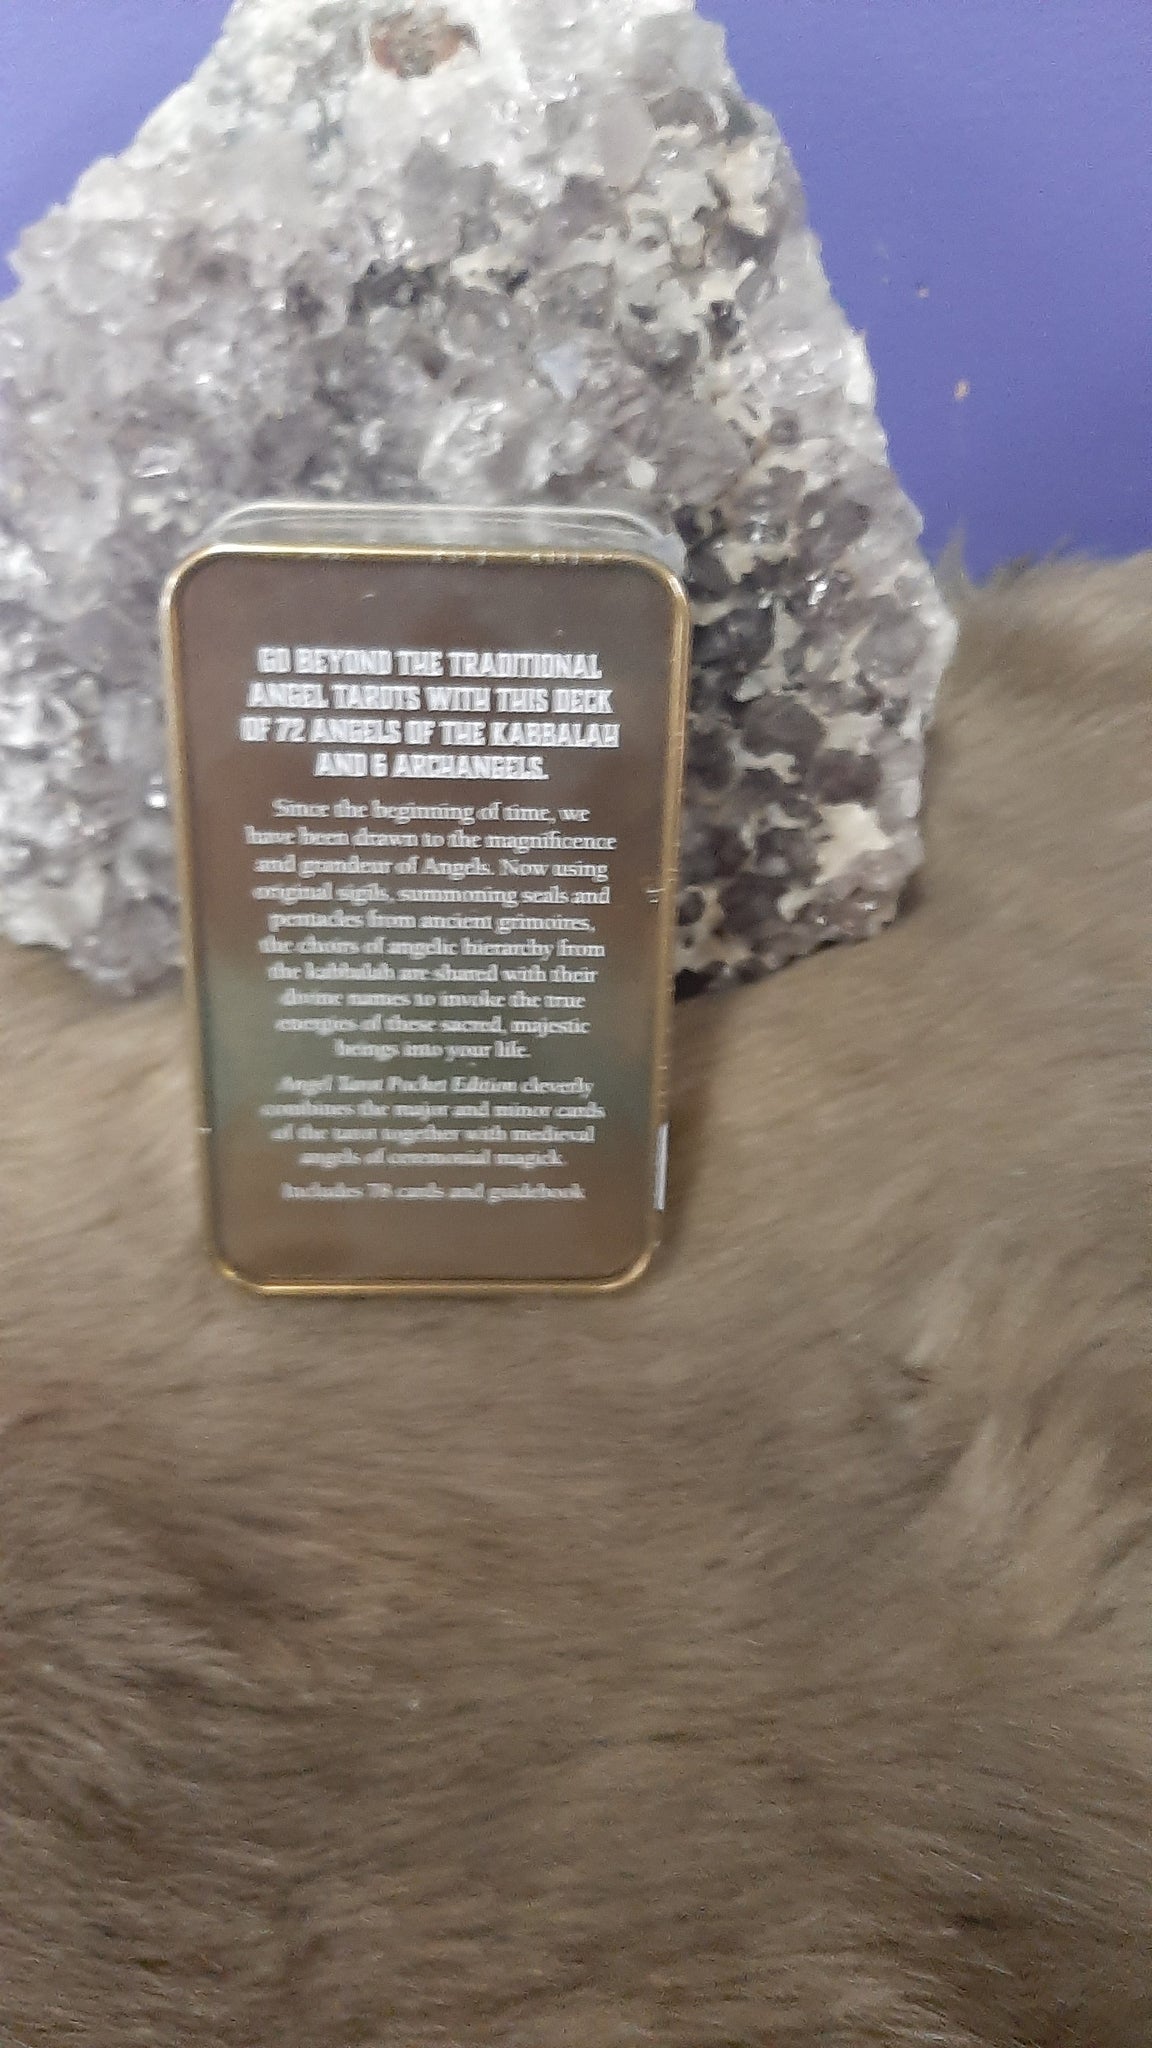 GO BEYOND THE TRADITIONAL
ANGEL TAROTS WITH THIS DECK
OF 72 ANGELS OF THE KABBALAH
AND 6 ARCHANGELS.
Since the beginning of time, we
have been drawn to the magnificence
and grandeur of Angels. Now using
original sigils, summoning seals and
pentacles from ancient grimoires,
the choirs of angelic hierarchy from
the kabbalah are shared with their
divine names to invoke the true
energies of these sacred, majestic
beings into your life.
Angel Tarot Pocket Edition cleverly
combines the major and minor cards
of the tarot together with medieval
angels of ceremonial magick.
Includes 78 cards and guidebook